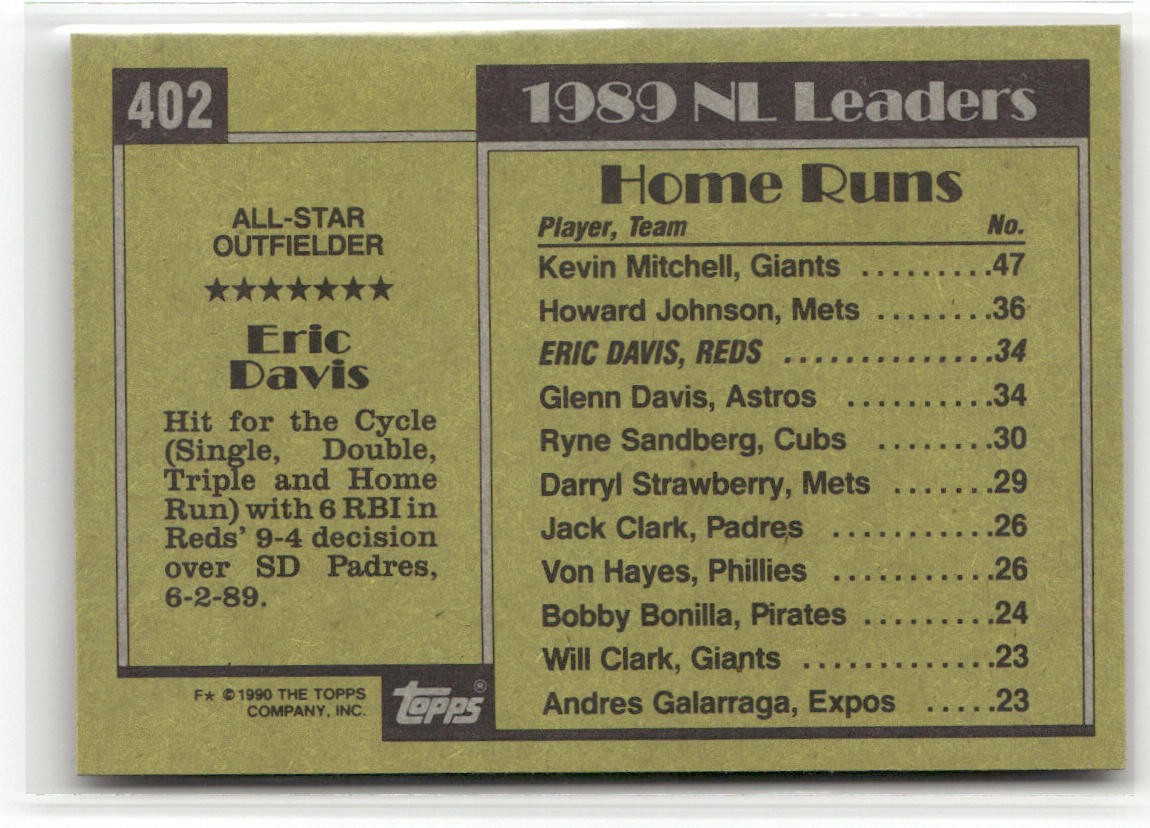 402
ALL-STAR
OUTFIELDER
★★★★★★★
Eric
Davis
Hit for the Cycle
(Single, Double,
Triple and Home
Run) with 6 RBI in
Reds' 9-4 decision
over SD Padres,
6-2-89.
F★ ©1990 THE TOPPS
COMPANY, INC.
topps®
1989 NL Leaders
Home Runs
Player, Team No.
Kevin Mitchell, Giants .........47
Howard Johnson, Mets ........36
ERIC DAVIS, REDS .............34
Glenn Davis, Astros ..........34
Ryne Sandberg, Cubs ........30
Darryl Strawberry, Mets .......29
Jack Clark, Padres ...........26
Von Hayes, Phillies ...........26
Bobby Bonilla, Pirates .........24
Will Clark, Giants .............23
Andres Galarraga, Expos .....23